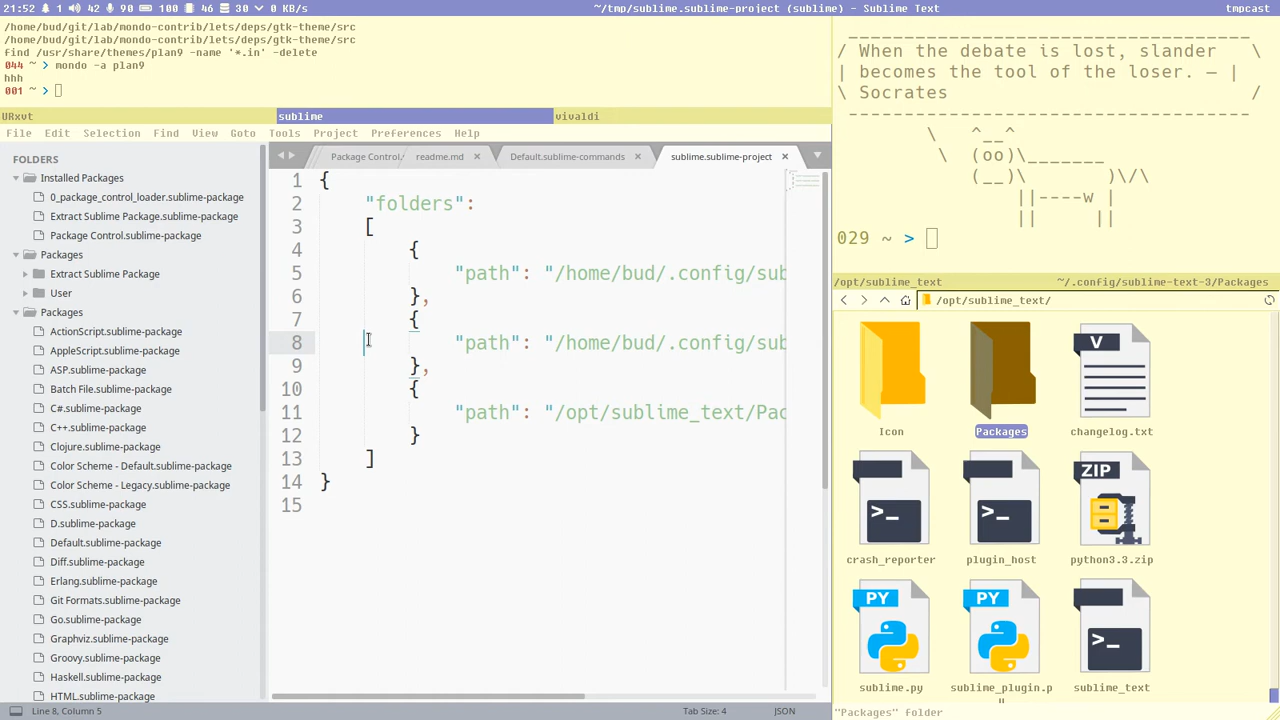 21:52 42 90 100 46 30 0 KB/s
~/tmp/sublime.sublime-project (sublime) - Sublime Text
tmpcast
/home/bud/git/lab/mondo-contrib/lets/deps/gtk-theme/src
/home/bud/git/lab/mondo-contrib/lets/deps/gtk-theme/src
find /usr/share/themes/plan9 -name '*.in' -delete
044 ~ > mondo -a plan9
hhh
001 ~ >
URxvt
sublime
vivaldi
File Edit Selection Find View Goto Tools Project Preferences Help
FOLDERS
Installed Packages
0_package_control_loader.sublime-package
Extract Sublime Package.sublime-package
Package Control.sublime-package
Packages
Extract Sublime Package
User
Packages
ActionScript.sublime-package
AppleScript.sublime-package
ASP.sublime-package
Batch File.sublime-package
C#.sublime-package
C++.sublime-package
Clojure.sublime-package
Color Scheme - Default.sublime-package
Color Scheme - Legacy.sublime-package
CSS.sublime-package
D.sublime-package
Default.sublime-package
Diff.sublime-package
Erlang.sublime-package
Git Formats.sublime-package
Go.sublime-package
Graphviz.sublime-package
Groovy.sublime-package
Haskell.sublime-package
HTML.sublime-package
Package Control. readme.md Default.sublime-commands sublime.sublime-project
1 {
2 "folders":
3 [
4 {
5 "path": "/home/bud/.config/sub
6 },
7 {
8 "path": "/home/bud/.config/sub
9 },
10 {
11 "path": "/opt/sublime_text/Pac
12 }
13 ]
14 }
15
Line 8, Column 5
Tab Size: 4
JSON
/ When the debate is lost, slander \
| becomes the tool of the loser. — |
\ Socrates /
\ ^__^
\ (oo)\_______
(__)\ )\/\
||----w |
|| ||
029 ~ >
/opt/sublime_text
~/.config/sublime-text-3/Packages
/opt/sublime_text/
V
Icon
Packages
changelog.txt
>_
>_
ZIP
crash_reporter
plugin_host
python3.3.zip
PY
PY
>_
sublime.py
sublime_plugin.p
y
sublime_text
"Packages" folder